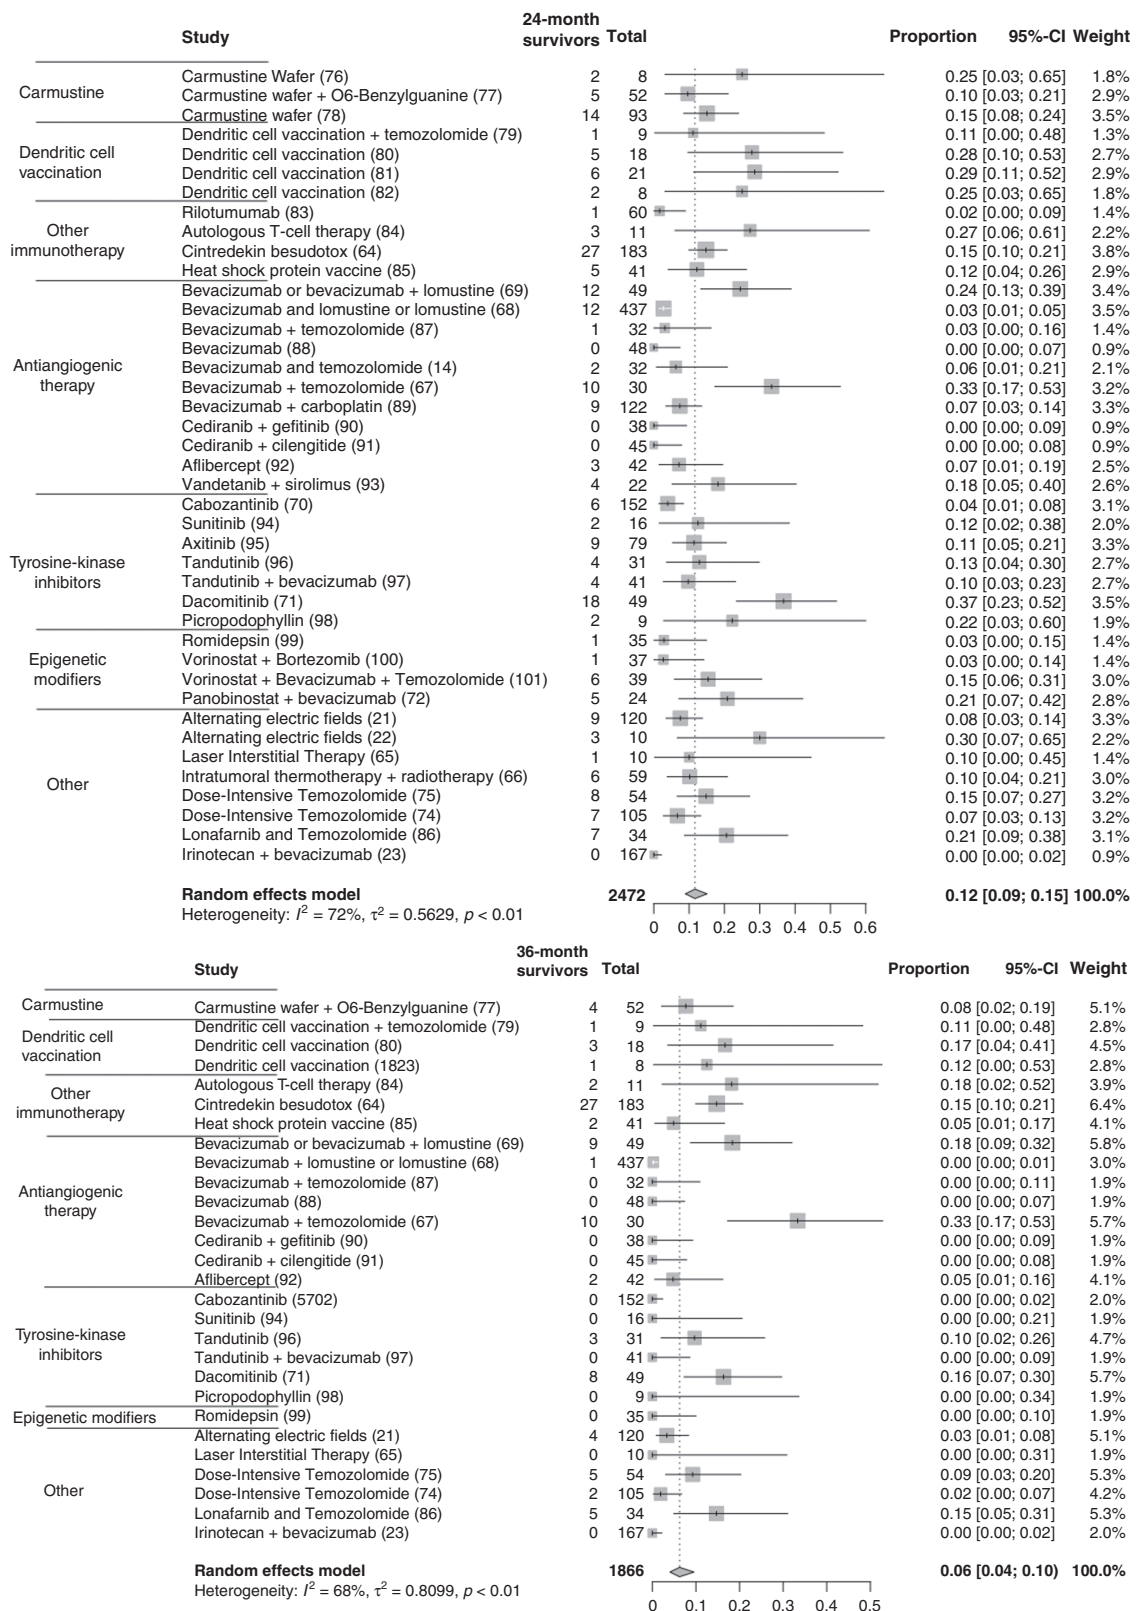 Study 24-month survivors Total Proportion 95%-CI Weight
Carmustine
Carmustine Wafer (76) 2 8 0.25 [0.03; 0.65] 1.8%
Carmustine wafer + O6-Benzylguanine (77) 5 52 0.10 [0.03; 0.21] 2.9%
Carmustine wafer (78) 14 93 0.15 [0.08; 0.24] 3.5%
Dendritic cell vaccination
Dendritic cell vaccination + temozolomide (79) 1 9 0.11 [0.00; 0.48] 1.3%
Dendritic cell vaccination (80) 5 18 0.28 [0.10; 0.53] 2.7%
Dendritic cell vaccination (81) 6 21 0.29 [0.11; 0.52] 2.9%
Dendritic cell vaccination (82) 2 8 0.25 [0.03; 0.65] 1.8%
Other immunotherapy
Rilotumumab (83) 1 60 0.02 [0.00; 0.09] 1.4%
Autologous T-cell therapy (84) 3 11 0.27 [0.06; 0.61] 2.2%
Cintredekin besudotox (64) 27 183 0.15 [0.10; 0.21] 3.8%
Heat shock protein vaccine (85) 5 41 0.12 [0.04; 0.26] 2.9%
Antiangiogenic therapy
Bevacizumab or bevacizumab + lomustine (69) 12 49 0.24 [0.13; 0.39] 3.4%
Bevacizumab and lomustine or lomustine (68) 12 437 0.03 [0.01; 0.05] 3.5%
Bevacizumab + temozolomide (87) 1 32 0.03 [0.00; 0.16] 1.4%
Bevacizumab (88) 0 48 0.00 [0.00; 0.07] 0.9%
Bevacizumab and temozolomide (14) 2 32 0.06 [0.01; 0.21] 2.1%
Bevacizumab + temozolomide (67) 10 30 0.33 [0.17; 0.53] 3.2%
Bevacizumab + carboplatin (89) 9 122 0.07 [0.03; 0.14] 3.3%
Cediranib + gefitinib (90) 0 38 0.00 [0.00; 0.09] 0.9%
Cediranib + cilengitide (91) 0 45 0.00 [0.00; 0.08] 0.9%
Aflibercept (92) 3 42 0.07 [0.01; 0.19] 2.5%
Vandetanib + sirolimus (93) 4 22 0.18 [0.05; 0.40] 2.6%
Tyrosine-kinase inhibitors
Cabozantinib (70) 6 152 0.04 [0.01; 0.08] 3.1%
Sunitinib (94) 2 16 0.12 [0.02; 0.38] 2.0%
Axitinib (95) 9 79 0.11 [0.05; 0.21] 3.3%
Tandutinib (96) 4 31 0.13 [0.04; 0.30] 2.7%
Tandutinib + bevacizumab (97) 4 41 0.10 [0.03; 0.23] 2.7%
Dacomitinib (71) 18 49 0.37 [0.23; 0.52] 3.5%
Picropodophyllin (98) 2 9 0.22 [0.03; 0.60] 1.9%
Epigenetic modifiers
Romidepsin (99) 1 35 0.03 [0.00; 0.15] 1.4%
Vorinostat + Bortezomib (100) 1 37 0.03 [0.00; 0.14] 1.4%
Vorinostat + Bevacizumab + Temozolomide (101) 6 39 0.15 [0.06; 0.31] 3.0%
Panobinostat + bevacizumab (72) 5 24 0.21 [0.07; 0.42] 2.8%
Other
Alternating electric fields (21) 9 120 0.08 [0.03; 0.14] 3.3%
Alternating electric fields (22) 3 10 0.30 [0.07; 0.65] 2.2%
Laser Interstitial Therapy (65) 1 10 0.10 [0.00; 0.45] 1.4%
Intratumoral thermotherapy + radiotherapy (66) 6 59 0.10 [0.04; 0.21] 3.0%
Dose-Intensive Temozolomide (75) 8 54 0.15 [0.07; 0.27] 3.2%
Dose-Intensive Temozolomide (74) 7 105 0.07 [0.03; 0.13] 3.2%
Lonafarnib and Temozolomide (86) 7 34 0.21 [0.09; 0.38] 3.1%
Irinotecan + bevacizumab (23) 0 167 0.00 [0.00; 0.02] 0.9%
Random effects model 2472 0.12 [0.09; 0.15] 100.0%
Heterogeneity: I² = 72%, τ² = 0.5629, p < 0.01
0 0.1 0.2 0.3 0.4 0.5 0.6
Study 36-month survivors Total Proportion 95%-CI Weight
Carmustine
Carmustine wafer + O6-Benzylguanine (77) 4 52 0.08 [0.02; 0.19] 5.1%
Dendritic cell vaccination
Dendritic cell vaccination + temozolomide (79) 1 9 0.11 [0.00; 0.48] 2.8%
Dendritic cell vaccination (80) 3 18 0.17 [0.04; 0.41] 4.5%
Dendritic cell vaccination (1823) 1 8 0.12 [0.00; 0.53] 2.8%
Other immunotherapy
Autologous T-cell therapy (84) 2 11 0.18 [0.02; 0.52] 3.9%
Cintredekin besudotox (64) 27 183 0.15 [0.10; 0.21] 6.4%
Heat shock protein vaccine (85) 2 41 0.05 [0.01; 0.17] 4.1%
Antiangiogenic therapy
Bevacizumab or bevacizumab + lomustine (69) 9 49 0.18 [0.09; 0.32] 5.8%
Bevacizumab + lomustine or lomustine (68) 1 437 0.00 [0.00; 0.01] 3.0%
Bevacizumab + temozolomide (87) 0 32 0.00 [0.00; 0.11] 1.9%
Bevacizumab (88) 0 48 0.00 [0.00; 0.07] 1.9%
Bevacizumab + temozolomide (67) 10 30 0.33 [0.17; 0.53] 5.7%
Cediranib + gefitinib (90) 0 38 0.00 [0.00; 0.09] 1.9%
Cediranib + cilengitide (91) 0 45 0.00 [0.00; 0.08] 1.9%
Aflibercept (92) 2 42 0.05 [0.01; 0.16] 4.1%
Tyrosine-kinase inhibitors
Cabozantinib (5702) 0 152 0.00 [0.00; 0.02] 2.0%
Sunitinib (94) 0 16 0.00 [0.00; 0.21] 1.9%
Tandutinib (96) 3 31 0.10 [0.02; 0.26] 4.7%
Tandutinib + bevacizumab (97) 0 41 0.00 [0.00; 0.09] 1.9%
Dacomitinib (71) 8 49 0.16 [0.07; 0.30] 5.7%
Picropodophyllin (98) 0 9 0.00 [0.00; 0.34] 1.9%
Epigenetic modifiers
Romidepsin (99) 0 35 0.00 [0.00; 0.10] 1.9%
Other
Alternating electric fields (21) 4 120 0.03 [0.01; 0.08] 5.1%
Laser Interstitial Therapy (65) 0 10 0.00 [0.00; 0.31] 1.9%
Dose-Intensive Temozolomide (75) 5 54 0.09 [0.03; 0.20] 5.3%
Dose-Intensive Temozolomide (74) 2 105 0.02 [0.00; 0.07] 4.2%
Lonafarnib and Temozolomide (86) 5 34 0.15 [0.05; 0.31] 5.3%
Irinotecan + bevacizumab (23) 0 167 0.00 [0.00; 0.02] 2.0%
Random effects model 1866 0.06 [0.04; 0.10) 100.0%
Heterogeneity: I² = 68%, τ² = 0.8099, p < 0.01
0 0.1 0.2 0.3 0.4 0.5